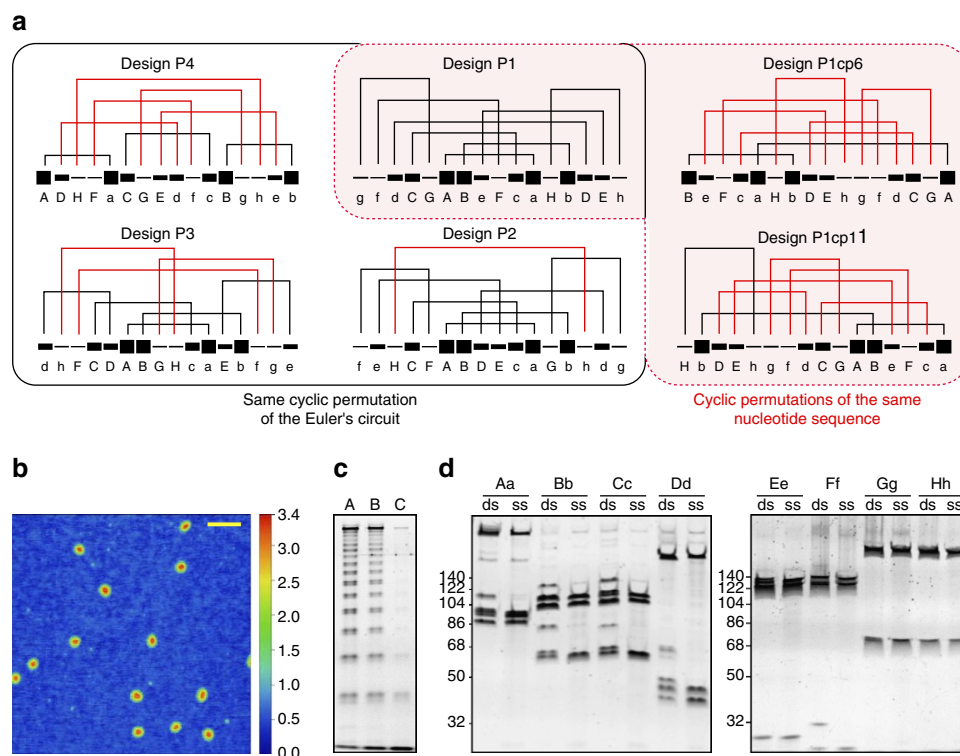 a
Design P4
Design P1
Design P1cp6
A D H F a C G E d f c B g h e b
g f d C G A B e F c a H b D E h
B e F c a H b D E h g f d C G A
Design P3
Design P2
Design P1cp11
d h F C D A B G H c a E b f g e
f e H C F A B D E c a G b h d g
H b D E h g f d C G A B e F c a
Same cyclic permutation
of the Euler's circuit
Cyclic permutations of the same
nucleotide sequence
b
3.4
3.0
2.5
2.0
1.5
1.0
0.5
0.0
c
A B C
d
Aa Bb Cc Dd
ds ss ds ss ds ss ds ss
140
122
104
86
68
50
32
Ee Ff Gg Hh
ds ss ds ss ds ss
140
122
104
86
68
50
32